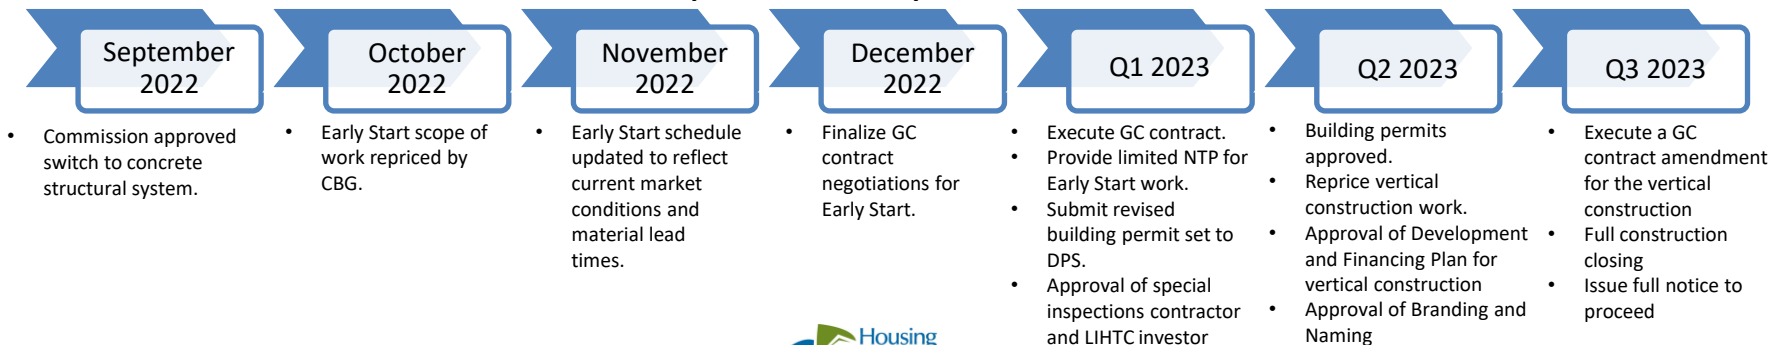 September
2022
• Commission approved
switch to concrete
structural system.
October
2022
• Early Start scope of
work repriced by
CBG.
November
2022
• Early Start schedule
updated to reflect
current market
conditions and
material lead
times.
December
2022
• Finalize GC
contract
negotiations for
Early Start.
Q1 2023
• Execute GC contract.
• Provide limited NTP for
Early Start work.
• Submit revised
building permit set to
DPS.
• Approval of special
inspections contractor
and LIHTC investor
Q2 2023
• Building permits
approved.
• Reprice vertical
construction work.
• Approval of Development
and Financing Plan for
vertical construction
• Approval of Branding and
Naming
Q3 2023
• Execute a GC
contract amendment
for the vertical
construction
• Full construction
closing
• Issue full notice to
proceed
Housing